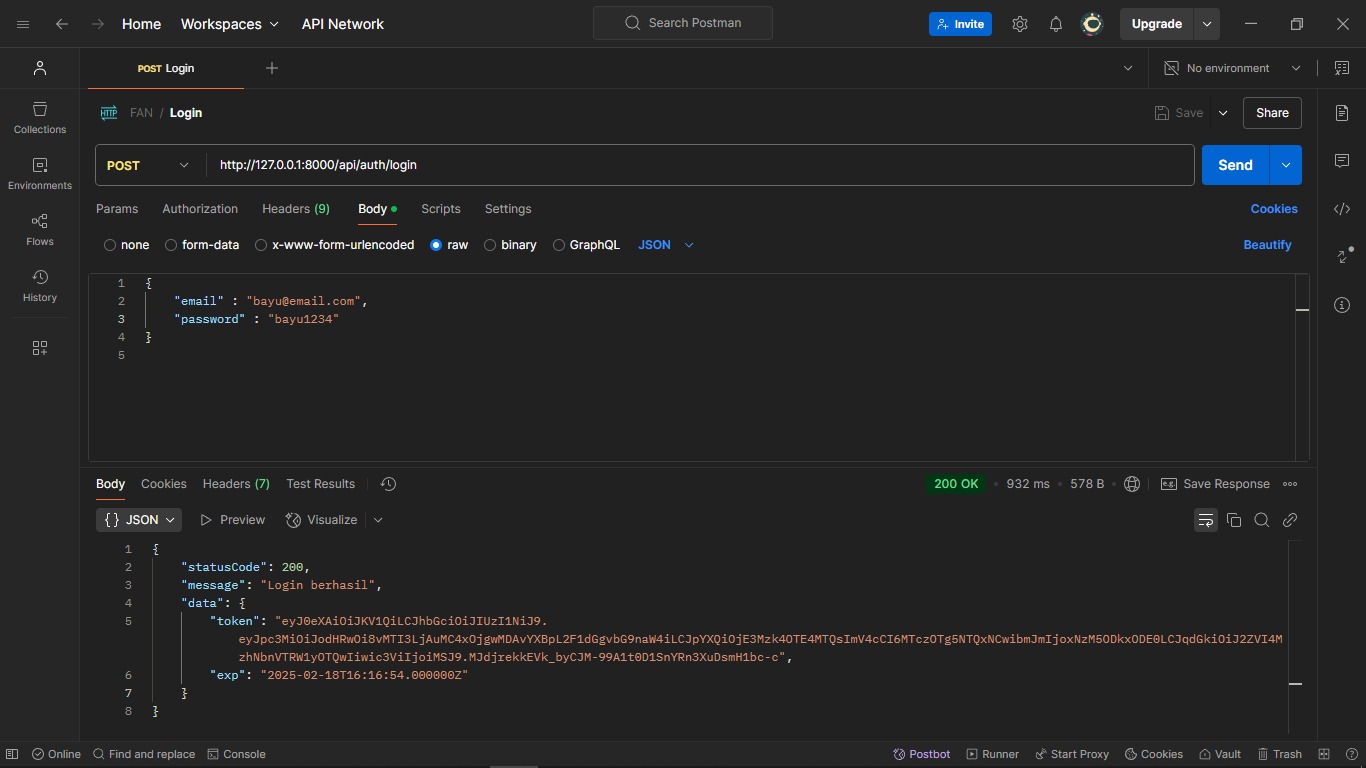 Home Workspaces API Network Search Postman Invite Upgrade
POST Login No environment
Collections
Environments
Flows
History
HTTP FAN / Login Save Share
POST http://127.0.0.1:8000/api/auth/login Send
Params Authorization Headers (9) Body Scripts Settings Cookies
none form-data x-www-form-urlencoded raw binary GraphQL JSON Beautify
1 {
2 "email" : "bayu@email.com",
3 "password" : "bayu1234"
4 }
5
Body Cookies Headers (7) Test Results 200 OK • 932 ms • 578 B • e.g. Save Response
{} JSON Preview Visualize
1 {
2 "statusCode": 200,
3 "message": "Login berhasil",
4 "data": {
5 "token": "eyJ0eXAiOiJKV1QiLCJhbGciOiJIUzI1NiJ9.
eyJpc3MiOiJodHRwOi8vMTI3LjAuMC4xOjgwMDAvYXBpL2F1dGgvbG9naW4iLCJpYXQiOjE3Mzk4OTE4MTQsImV4cCI6MTczOTg5NTQxNCwibmJmIjoxNzM5ODkxODE0LCJqdGkiOiJ2ZVI4M
zhNbnVTRW1yOTQwIiwic3ViIjoiMSJ9.MJdjrekkEVk_byCJM-99A1t0D1SnYRn3XuDsmH1bc-c",
6 "exp": "2025-02-18T16:16:54.000000Z"
7 }
8 }
Online Find and replace Console Postbot Runner Start Proxy Cookies Vault Trash